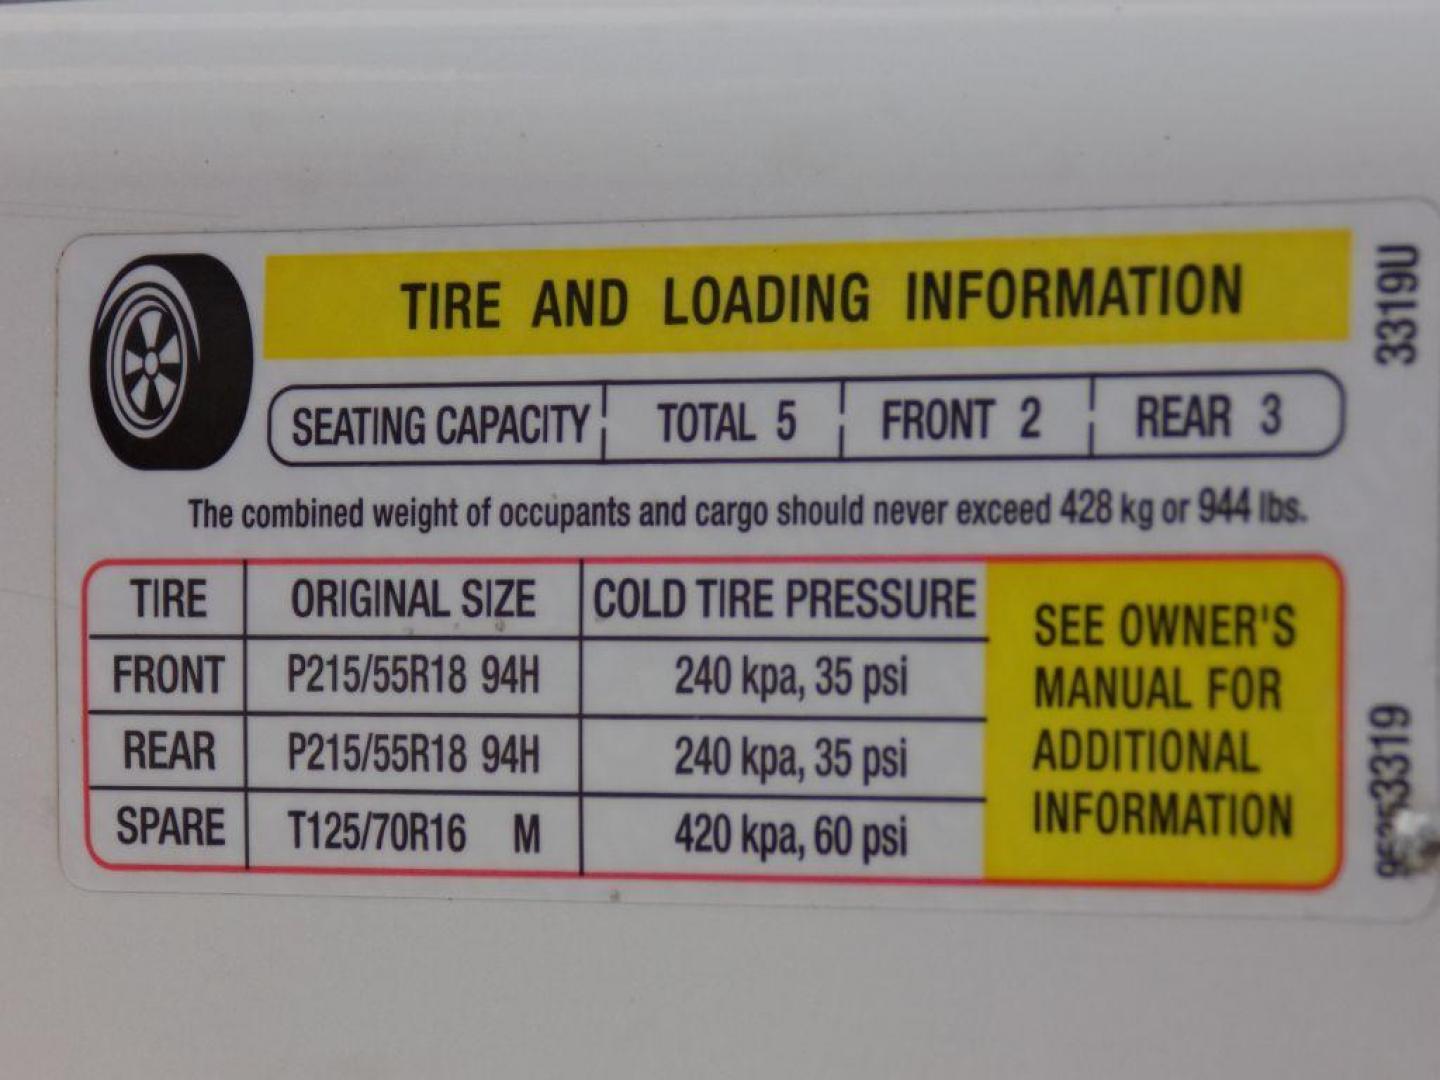 TIRE AND LOADING INFORMATION
SEATING CAPACITY TOTAL 5 FRONT 2 REAR 3
The combined weight of occupants and cargo should never exceed 428 kg or 944 lbs.
TIRE ORIGINAL SIZE COLD TIRE PRESSURE
FRONT P215/55R18 94H 240 kpa, 35 psi
REAR P215/55R18 94H 240 kpa, 35 psi
SPARE T125/70R16 M 420 kpa, 60 psi
SEE OWNER'S
MANUAL FOR
ADDITIONAL
INFORMATION
3319U